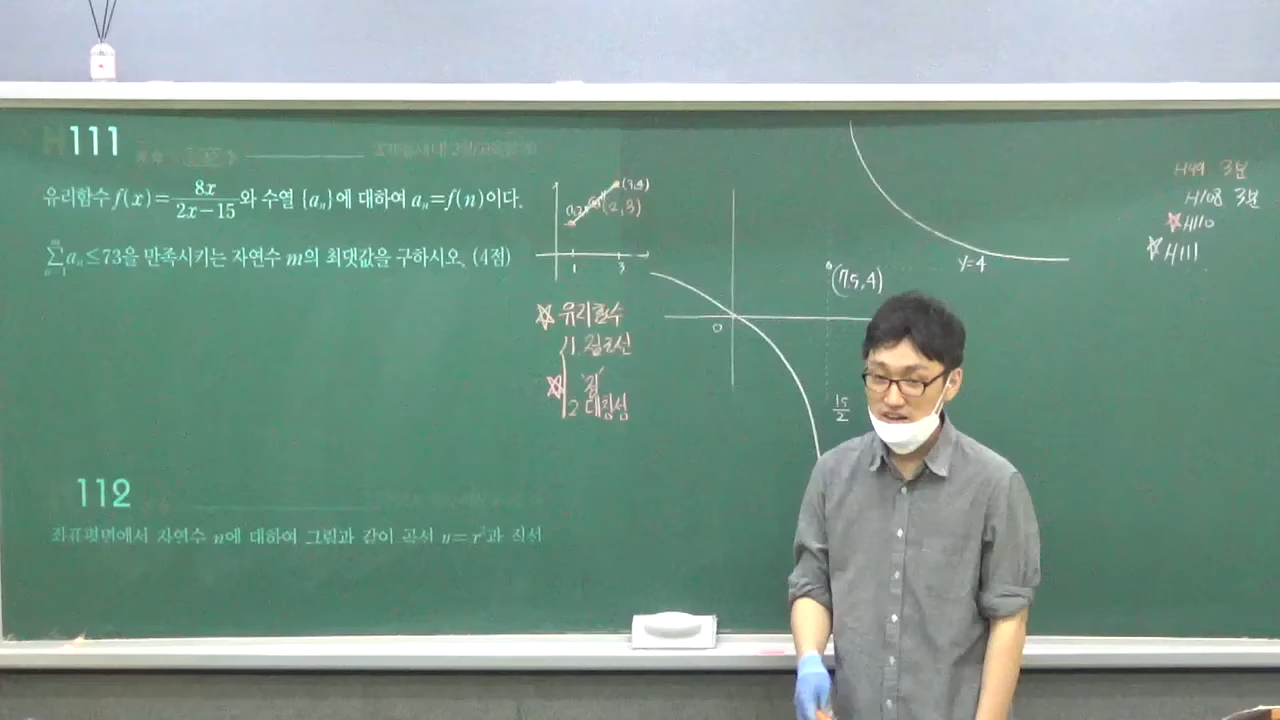 111
유리함수 f(x)=8x/(2x−15)와 수열 {aₙ}에 대하여 aₙ=f(n)이다.
m∑n=1 aₙ≤73을 만족시키는 자연수 m의 최댓값을 구하시오. (4점)
112
좌표평면에서 자연수 n에 대하여 그림과 같이 곡선 y=x²과 직선
(3,4)
(2,3)
1 3
☆ 유리함수
1. 점근선
☆ '점'
2 대칭성
0
(7.5, 4)
y=4
15/2
H99 3분
H108 3분
☆ H110
☆ H111